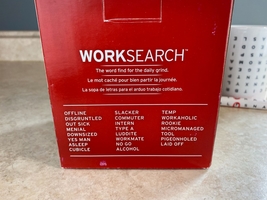 WORKSEARCH™
The word find for the daily grind.
Le mot caché pour bien partir la journée.
La sopa de letras para el arduo trabajo cotidiano.
OFFLINE SLACKER TEMP
DISGRUNTLED COMMUTER WORKAHOLIC
OUT SICK INTERN ROOKIE
MENIAL TYPE A MICROMANAGED
DOWNSIZED LUDDITE TOOL
YES MAN WORKMATE PIGEONHOLED
ASLEEP NO GO LAID OFF
CUBICLE ALCOHOL